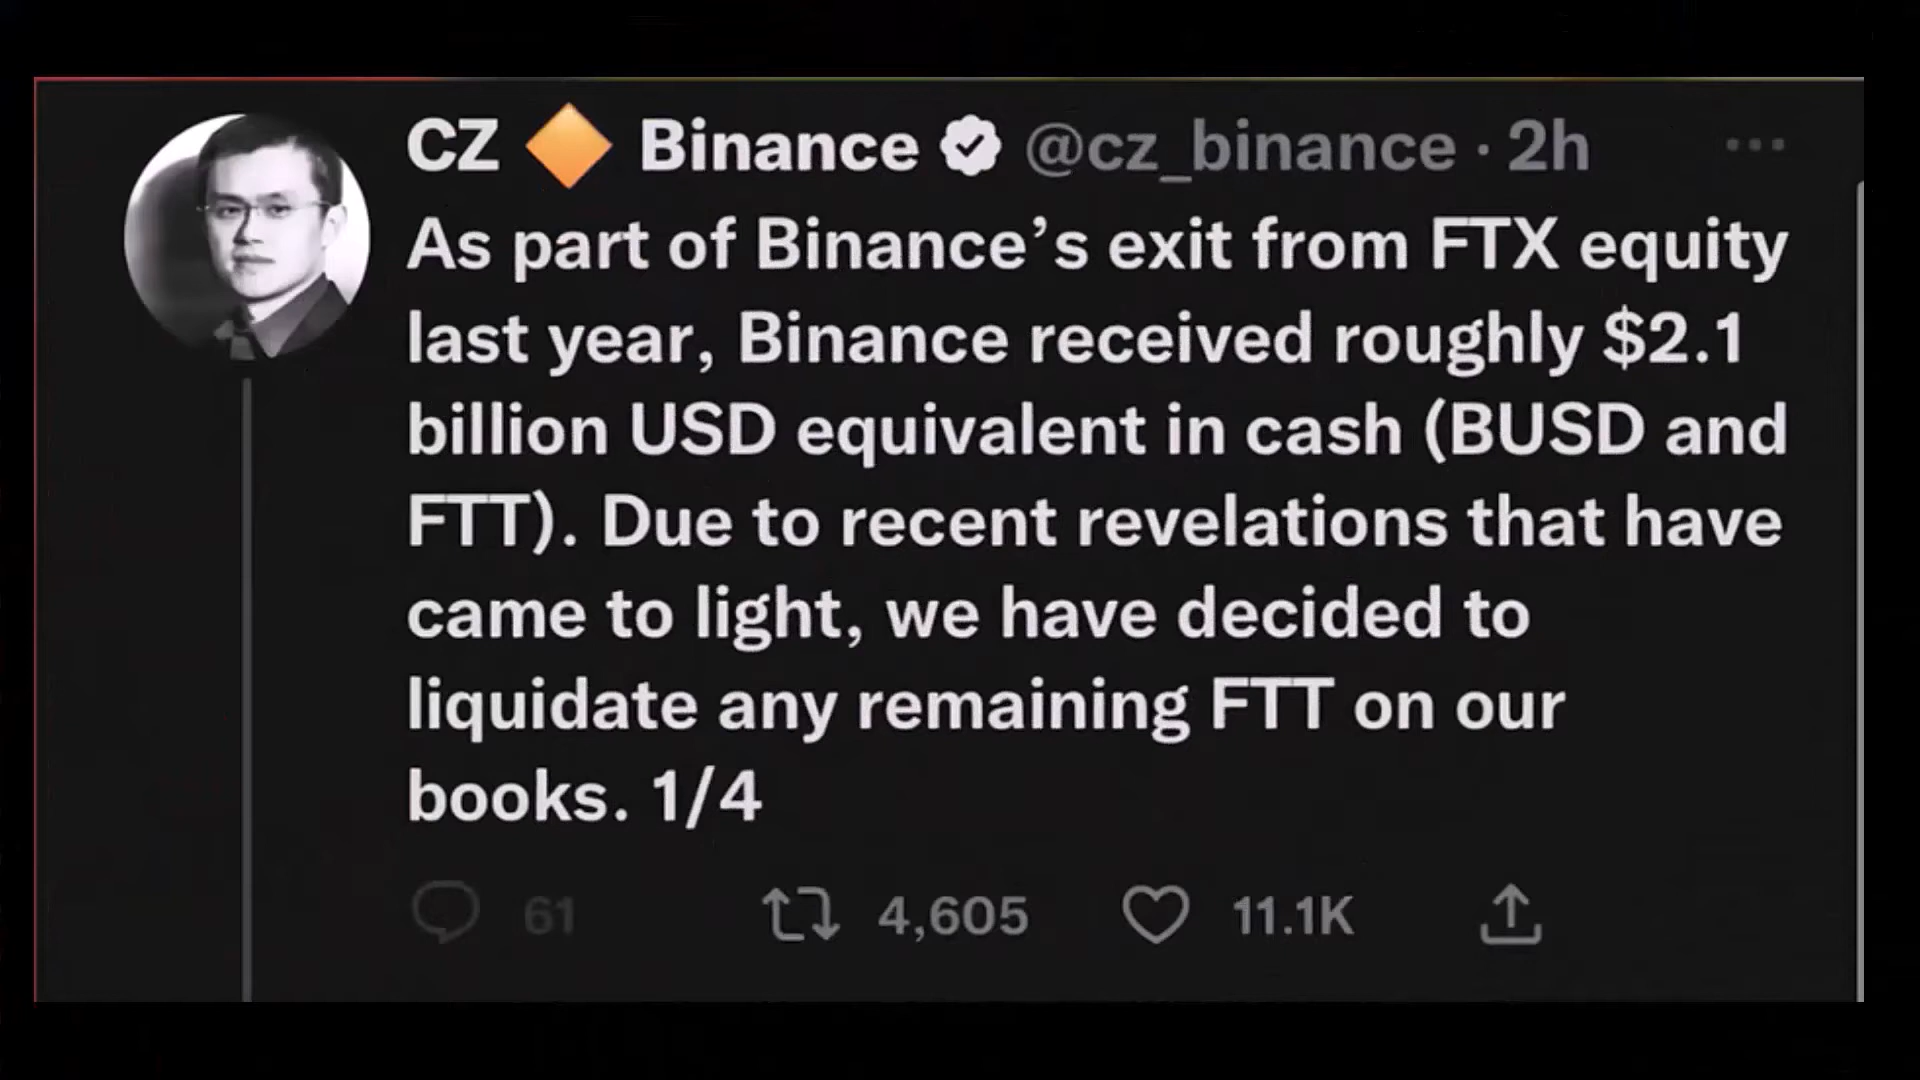 CZ 🔶 Binance @cz_binance · 2h
As part of Binance’s exit from FTX equity
last year, Binance received roughly $2.1
billion USD equivalent in cash (BUSD and
FTT). Due to recent revelations that have
came to light, we have decided to
liquidate any remaining FTT on our
books. 1/4
61 4,605 11.1K